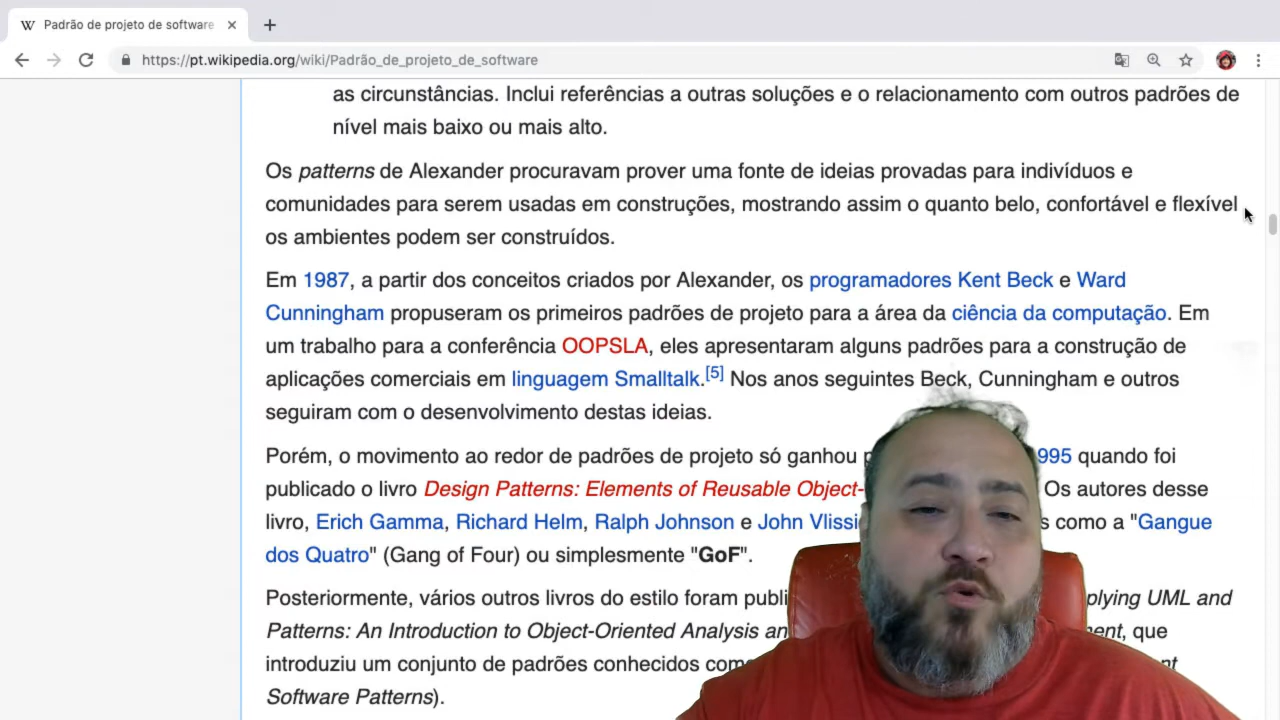 W Padrão de projeto de software
https://pt.wikipedia.org/wiki/Padrão_de_projeto_de_software
as circunstâncias. Inclui referências a outras soluções e o relacionamento com outros padrões de
nível mais baixo ou mais alto.
Os patterns de Alexander procuravam prover uma fonte de ideias provadas para indivíduos e
comunidades para serem usadas em construções, mostrando assim o quanto belo, confortável e flexível
os ambientes podem ser construídos.
Em 1987, a partir dos conceitos criados por Alexander, os programadores Kent Beck e Ward
Cunningham propuseram os primeiros padrões de projeto para a área da ciência da computação. Em
um trabalho para a conferência OOPSLA, eles apresentaram alguns padrões para a construção de
aplicações comerciais em linguagem Smalltalk.[5] Nos anos seguintes Beck, Cunningham e outros
seguiram com o desenvolvimento destas ideias.
Porém, o movimento ao redor de padrões de projeto só ganhou 995 quando foi
publicado o livro Design Patterns: Elements of Reusable Object- Os autores desse
livro, Erich Gamma, Richard Helm, Ralph Johnson e John Vlissi s como a "Gangue
dos Quatro" (Gang of Four) ou simplesmente "GoF".
Posteriormente, vários outros livros do estilo foram publi plying UML and
Patterns: An Introduction to Object-Oriented Analysis an ent, que
introduziu um conjunto de padrões conhecidos com nt
Software Patterns).